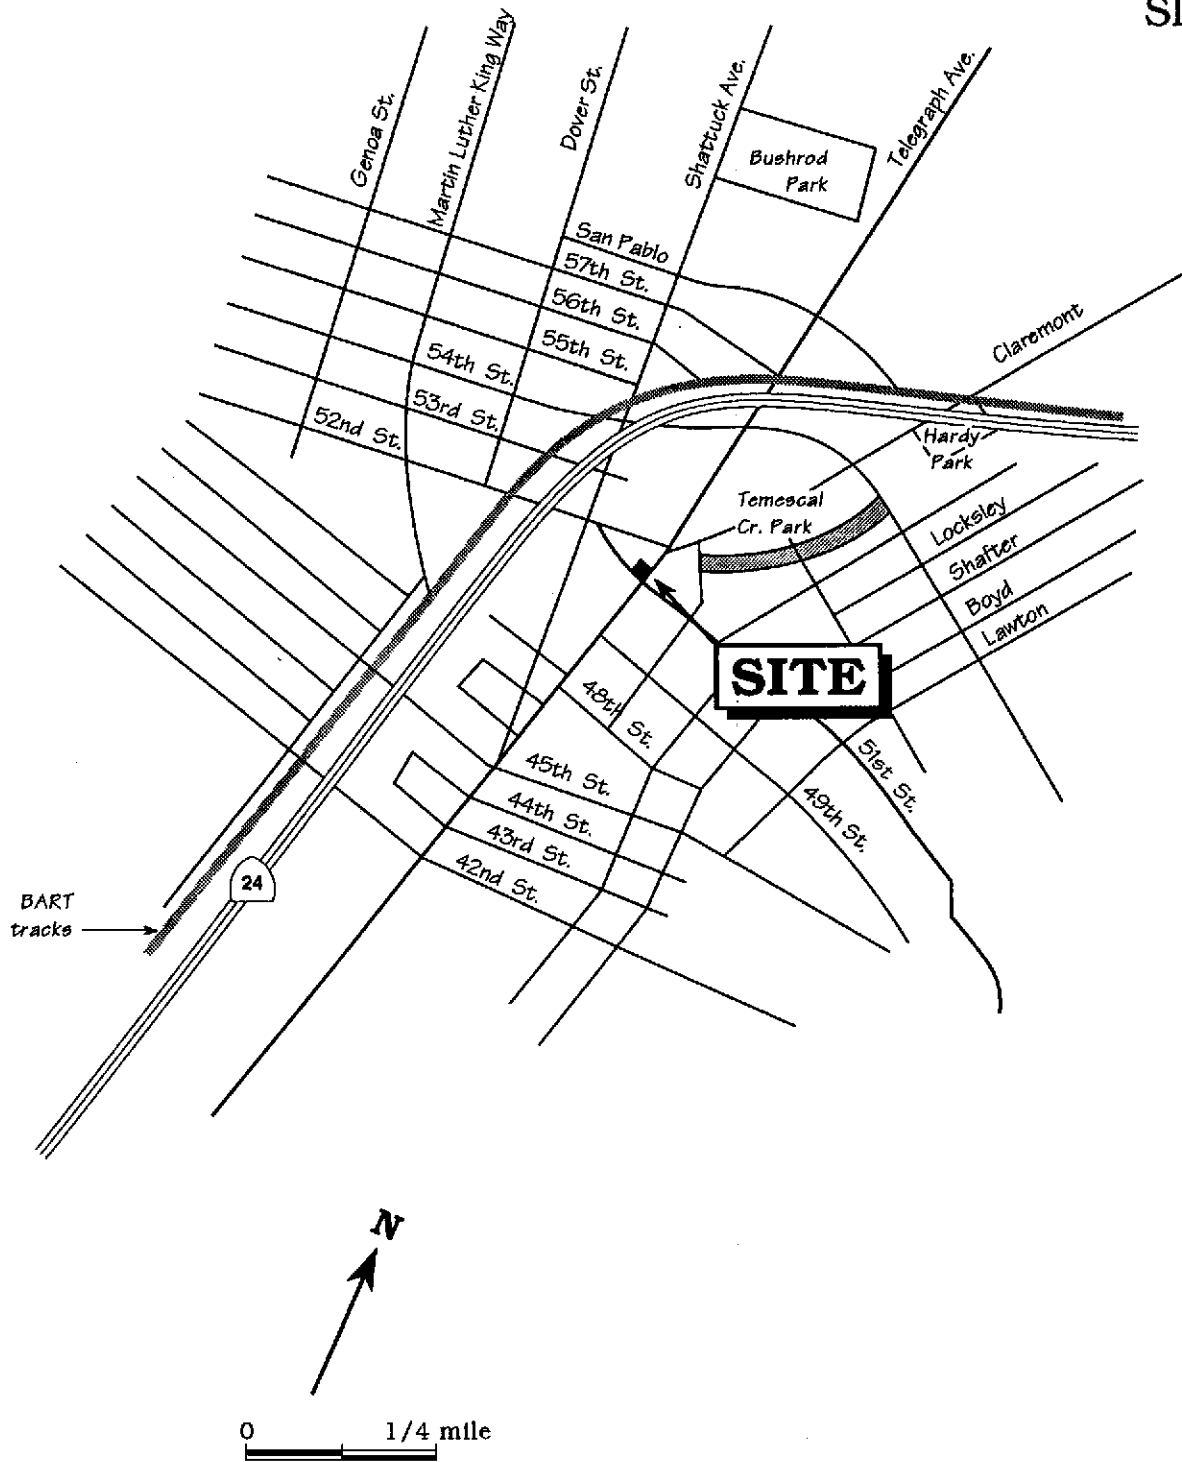 SI
Genoa St.
Martin Luther King Way
Dover St.
Shattuck Ave.
Telegraph Ave.
Bushrod
Park
San Pablo
57th St.
56th St.
55th St.
54th St.
53rd St.
52nd St.
Claremont
Hardy
Park
Temescal
Cr. Park
Locksley
Shafter
Boyd
Lawton
SITE
48th St.
51st St.
49th St.
45th St.
44th St.
43rd St.
42nd St.
24
BART
tracks
N
0 1/4 mile